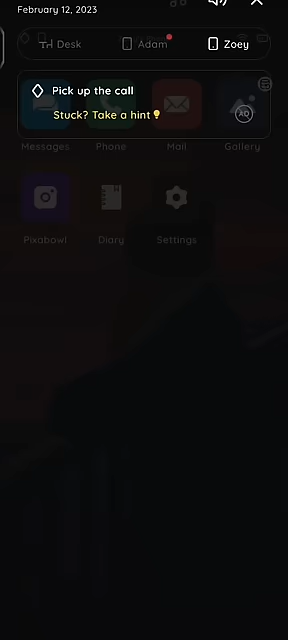 February 12, 2023
Desk
Adam
Zoey
Pick up the call
Stuck? Take a hint
AD
Messages
Phone
Mail
Gallery
Pixabowl
Diary
Settings